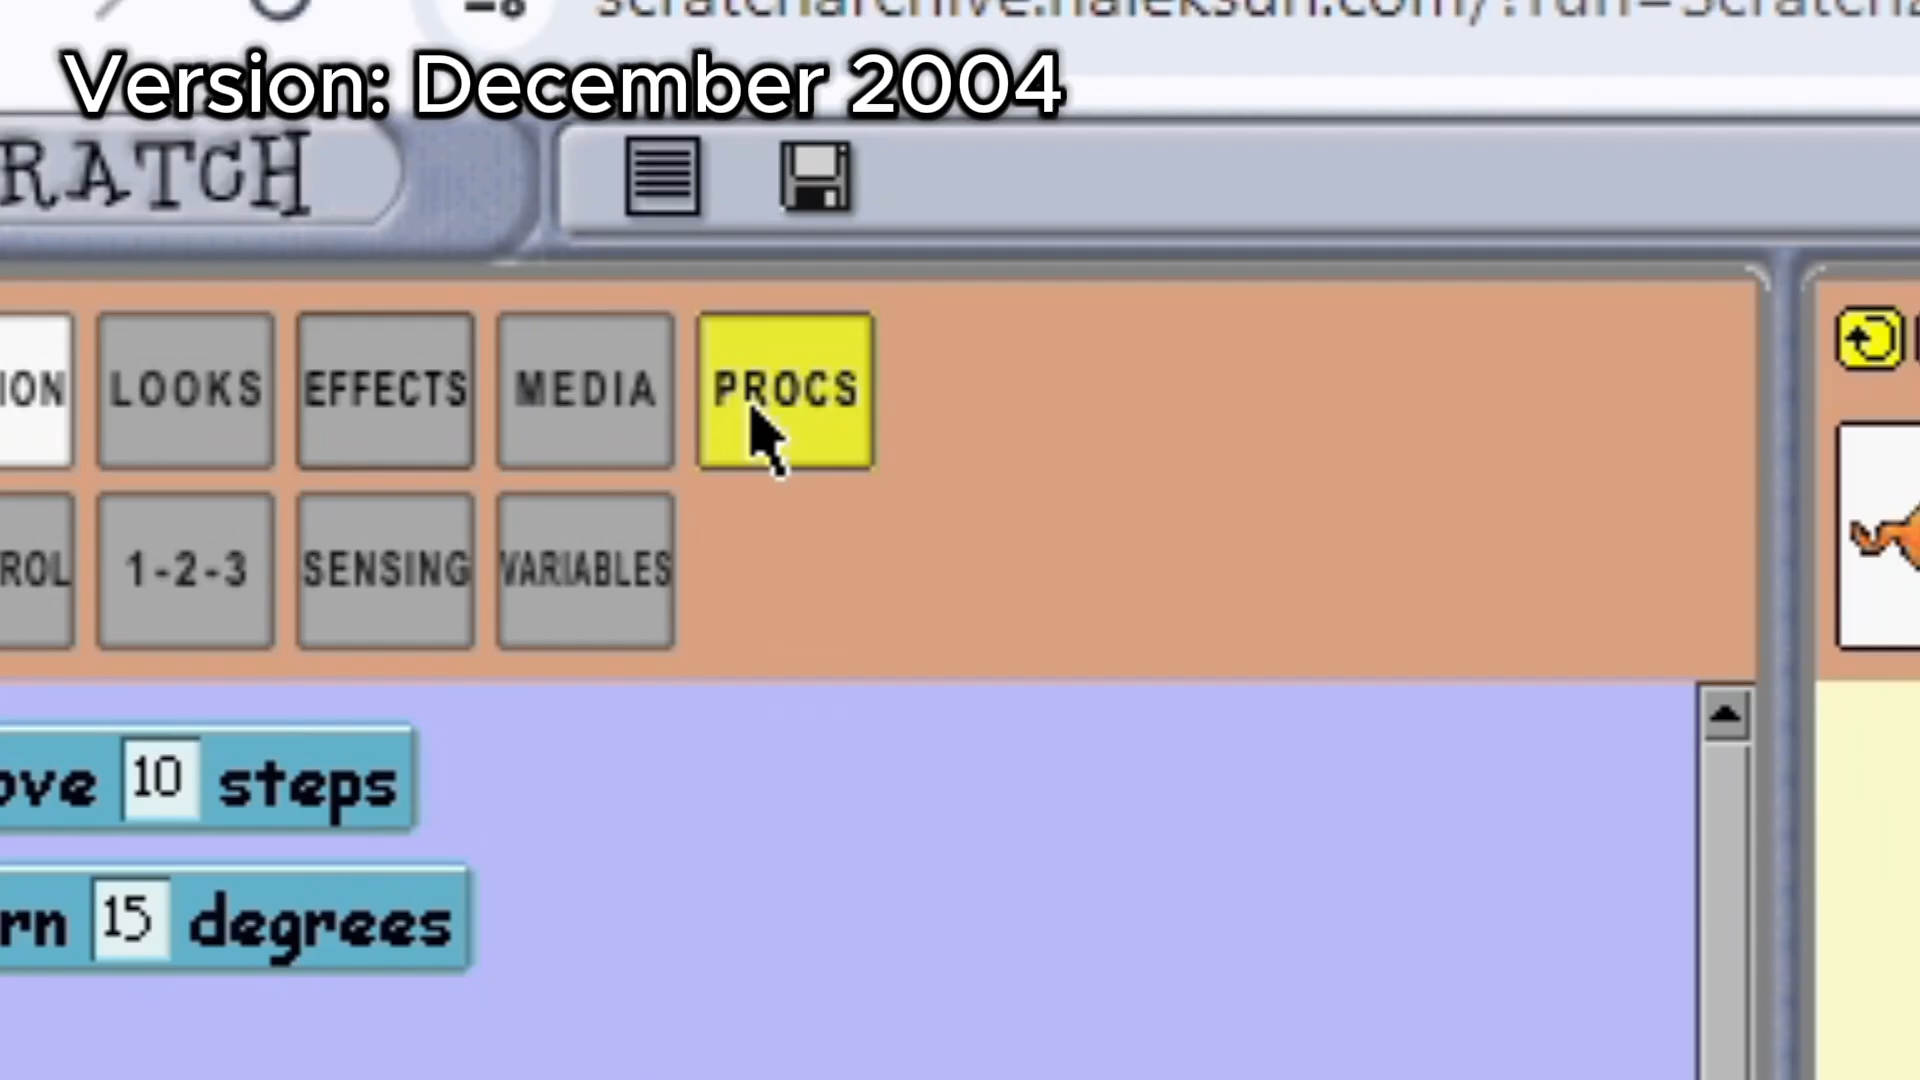 Version: December 2004
RATCH
ION LOOKS EFFECTS MEDIA PROCS
ROL 1-2-3 SENSING VARIABLES
ove 10 steps
rn 15 degrees